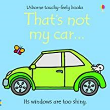 Usborne touchy-feely books
That's not
my car...
Its windows are too shiny.